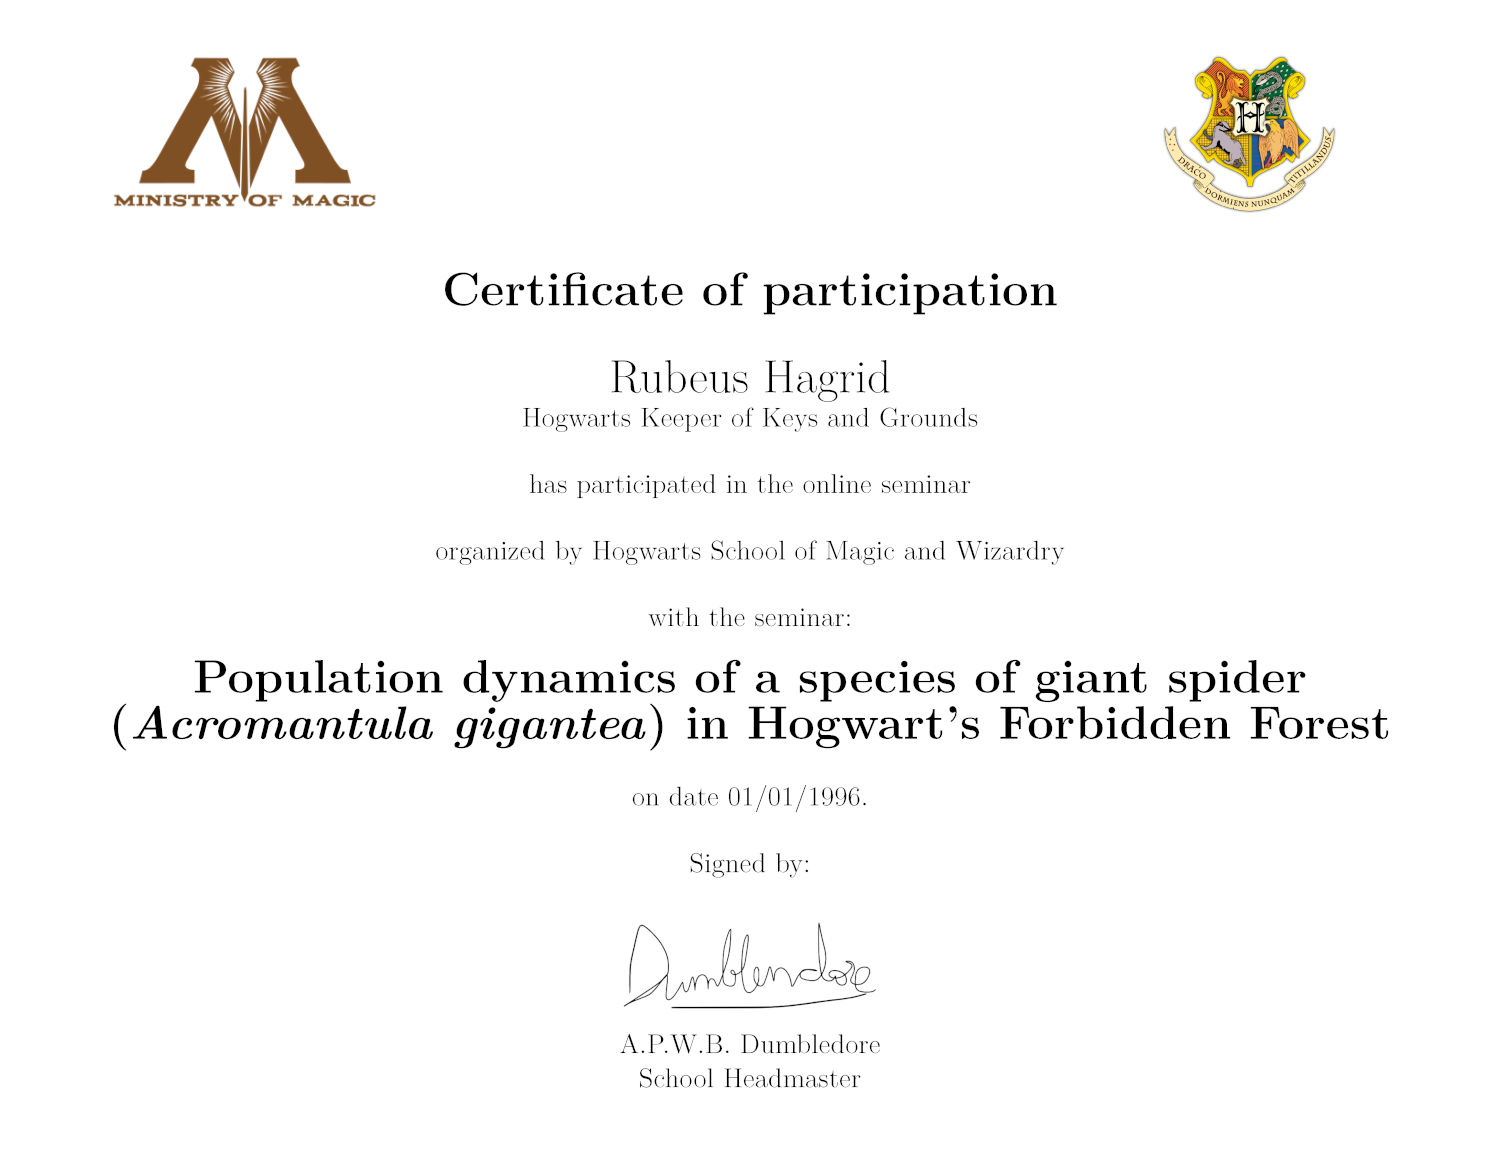 MINISTRY OF MAGIC
H
DRACO DORMIENS NUNQUAM TITILLANDUS
Certificate of participation
Rubeus Hagrid
Hogwarts Keeper of Keys and Grounds
has participated in the online seminar
organized by Hogwarts School of Magic and Wizardry
with the seminar:
Population dynamics of a species of giant spider
(Acromantula gigantea) in Hogwart's Forbidden Forest
on date 01/01/1996.
Signed by:
Dumblendore
A.P.W.B. Dumbledore
School Headmaster